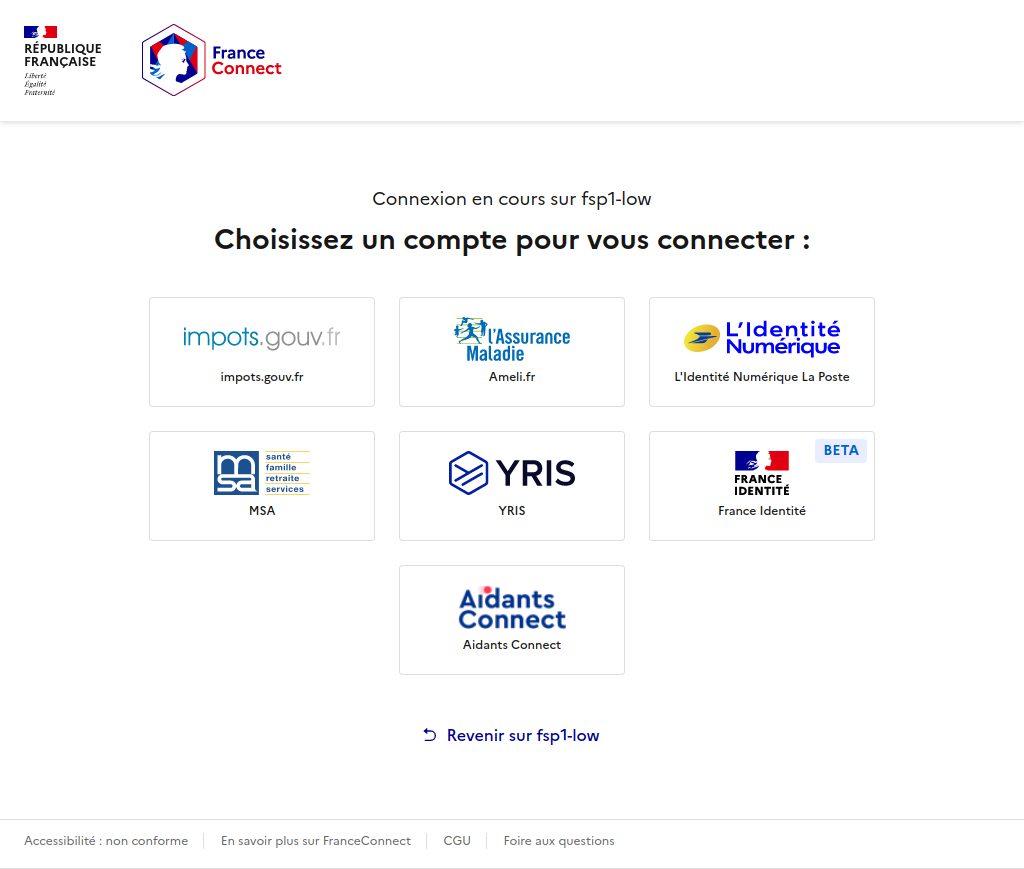 RÉPUBLIQUE
FRANÇAISE
Liberté
Égalité
Fraternité
France
Connect
Connexion en cours sur fsp1-low
Choisissez un compte pour vous connecter :
impots.gouv.fr
impots.gouv.fr
l'Assurance
Maladie
Ameli.fr
L'Identité
Numérique
L'Identité Numérique La Poste
msa
santé
famille
retraite
services
MSA
YRIS
YRIS
BETA
FRANCE
IDENTITÉ
France Identité
Aidants
Connect
Aidants Connect
Revenir sur fsp1-low
Accessibilité : non conforme
En savoir plus sur FranceConnect
CGU
Foire aux questions